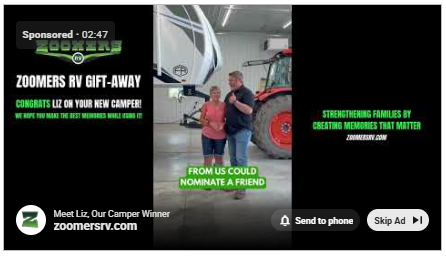 Sponsored · 02:47
ZOOMERS
RV
ZOOMERS RV GIFT-AWAY
CONGRATS LIZ ON YOUR NEW CAMPER!
WE HOPE YOU MAKE THE BEST MEMORIES WHILE USING IT!
FR
FROM US COULD
NOMINATE A FRIEND
STRENGTHENING FAMILIES BY
CREATING MEMORIES THAT MATTER
ZOOMERSRV.COM
Z
Meet Liz, Our Camper Winner
zoomersrv.com
Send to phone
Skip Ad